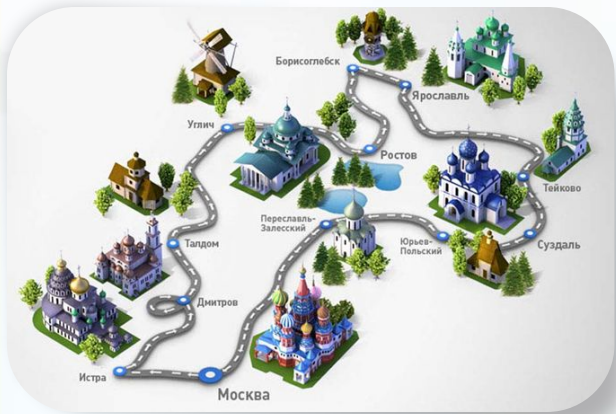 Борисоглебск
Ярославль
Углич
Ростов
Тейково
Переславль-
Залесский
Юрьев-
Польский
Суздаль
Талдом
Дмитров
Истра
Москва